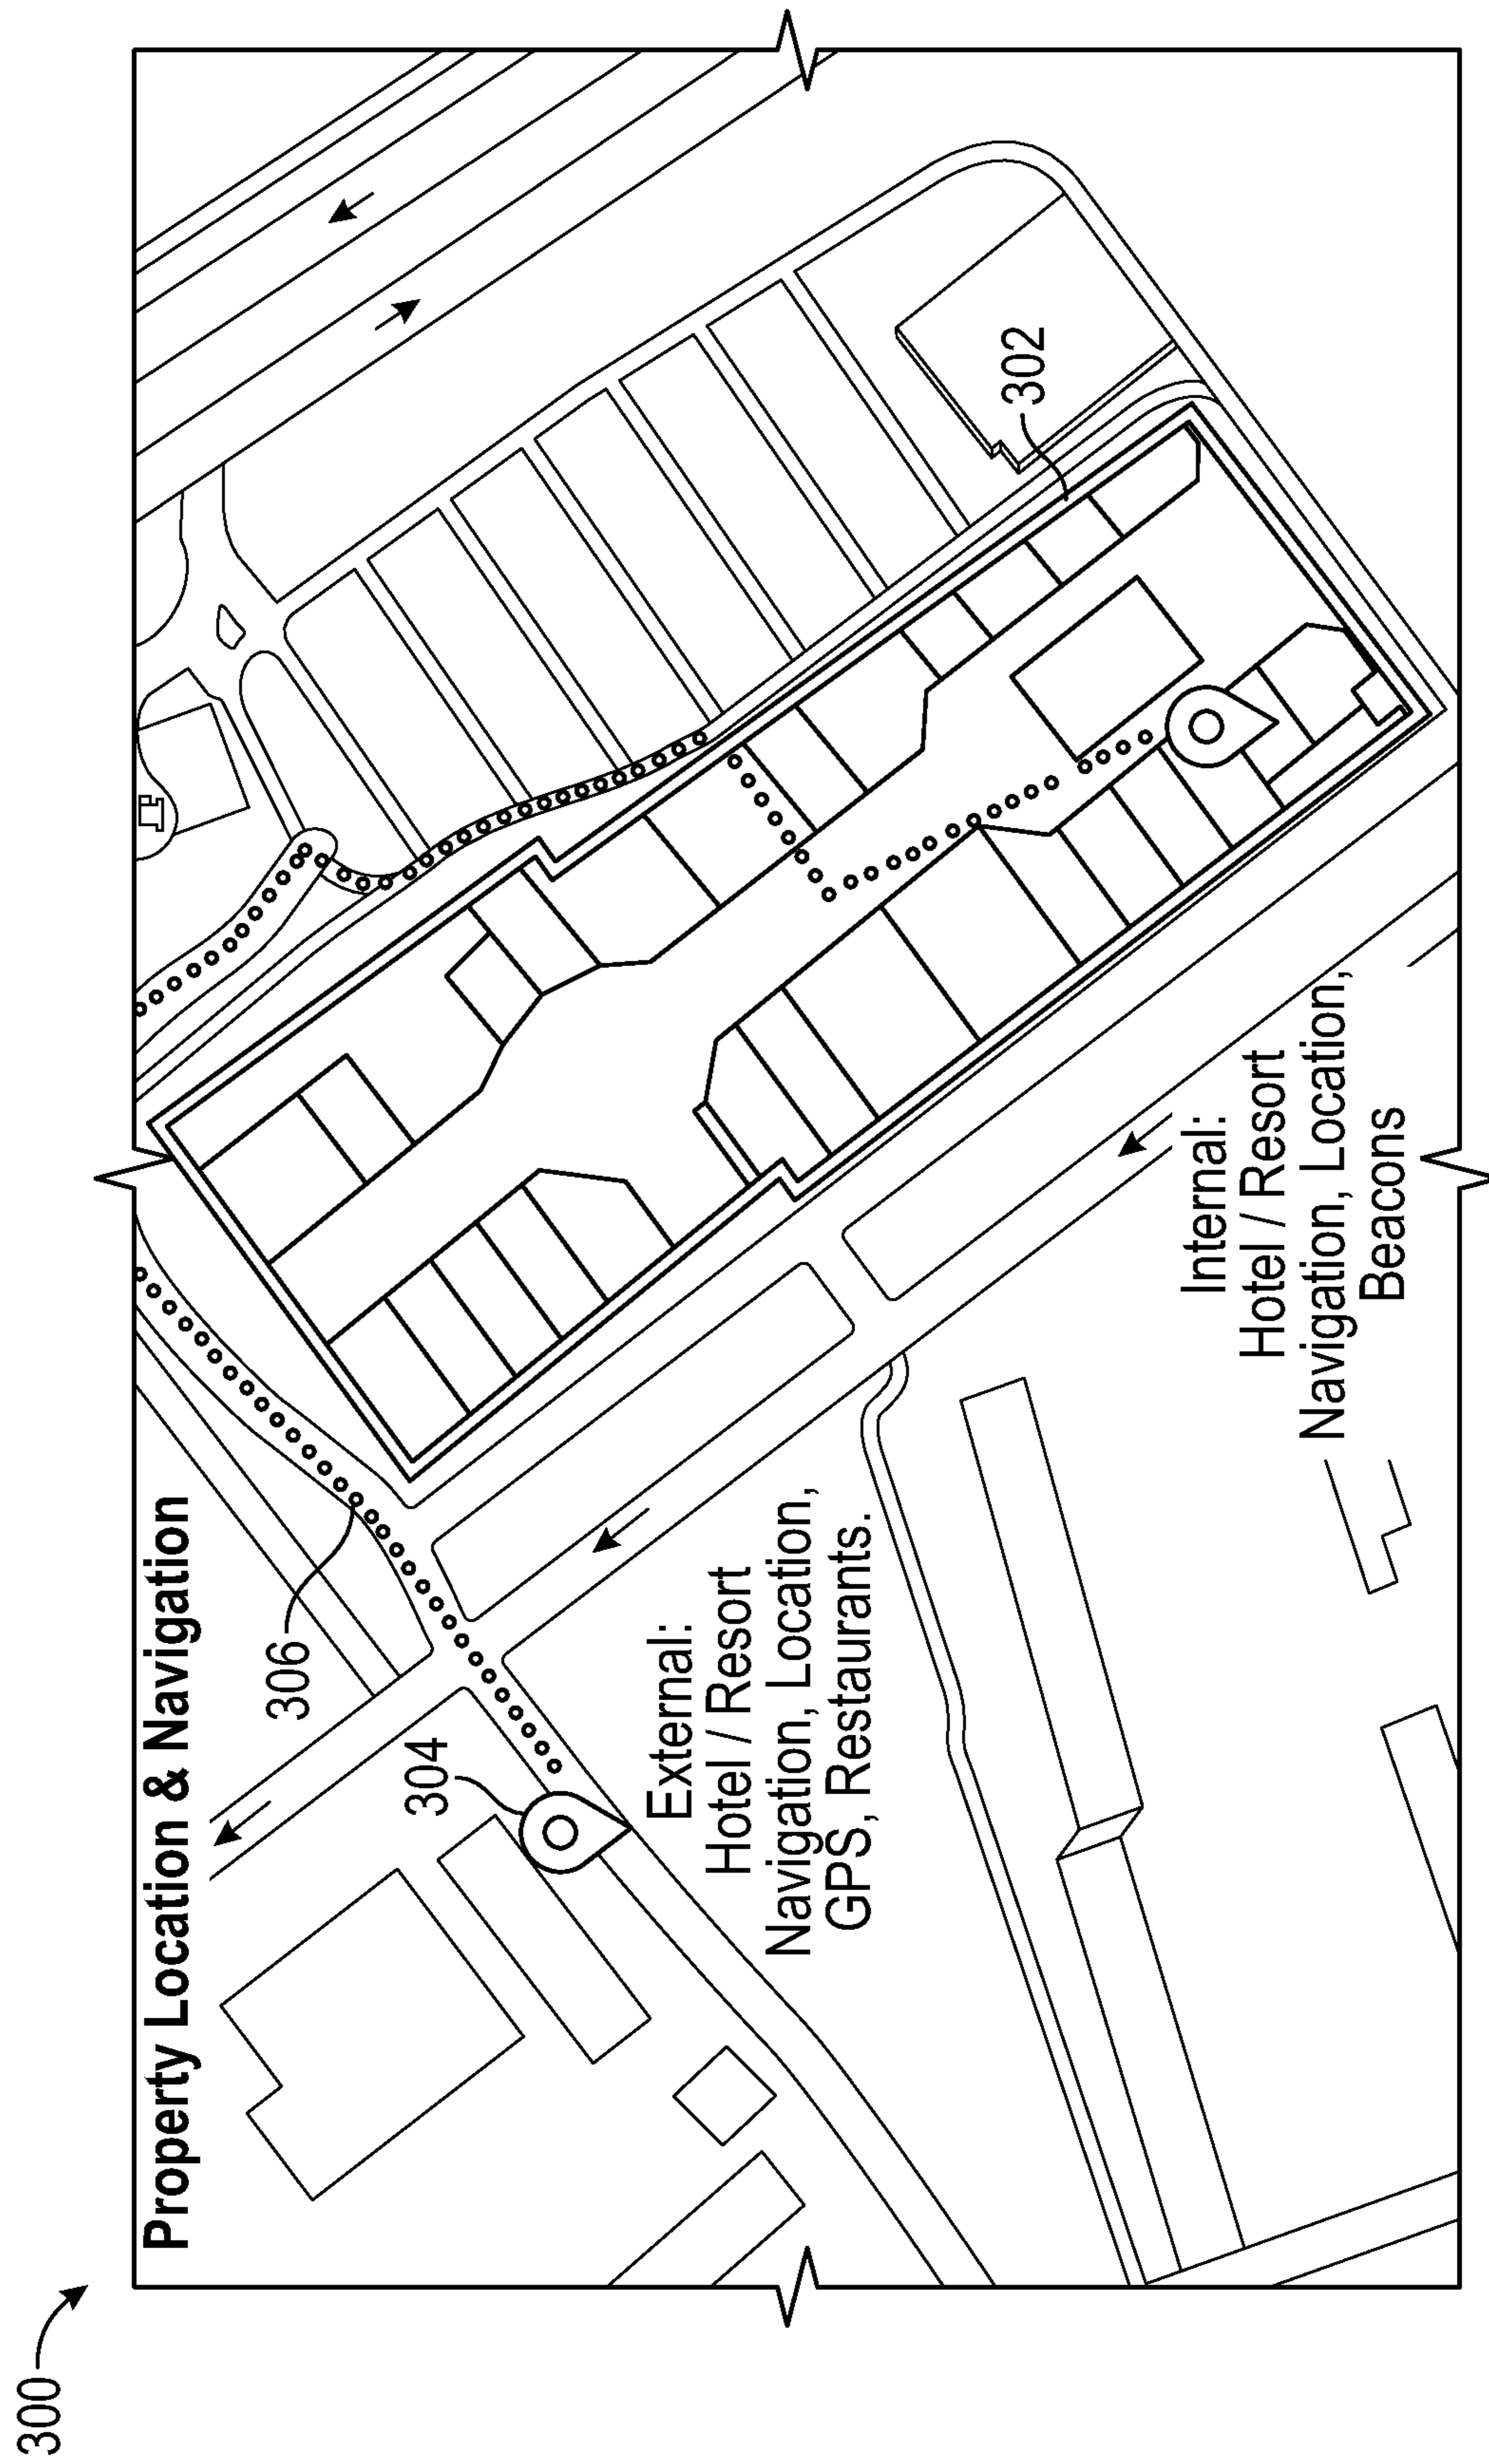 300
Property Location & Navigation
306
304
302
External:
Hotel / Resort
Navigation, Location,
GPS, Restaurants.
Internal:
Hotel / Resort
Navigation, Location,
Beacons